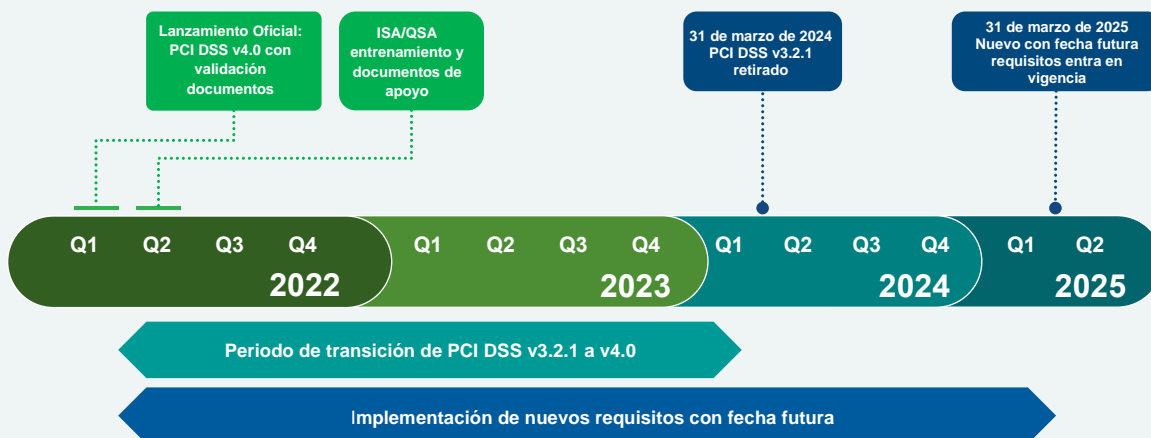 Lanzamiento Oficial:
PCI DSS v4.0 con
validación
documentos
ISA/QSA
entrenamiento y
documentos de
apoyo
31 de marzo de 2024
PCI DSS v3.2.1
retirado
31 de marzo de 2025
Nuevo con fecha futura
requisitos entra en
vigencia
Q1 Q2 Q3 Q4
2022
Q1 Q2 Q3 Q4
2023
Q1 Q2 Q3 Q4
2024
Q1 Q2
2025
Periodo de transición de PCI DSS v3.2.1 a v4.0
Implementación de nuevos requisitos con fecha futura